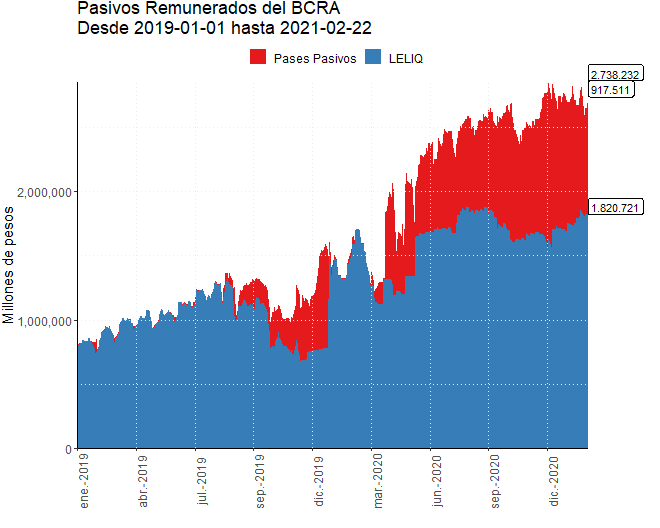 Pasivos Remunerados del BCRA
Desde 2019-01-01 hasta 2021-02-22
Pases Pasivos LELIQ
2.738.232
917.511
2,000,000
1.820.721
Millones de pesos
1,000,000
0
ene.-2019 abr.-2019 jul.-2019 sep.-2019 dic.-2019 mar.-2020 jun.-2020 sep.-2020 dic.-2020